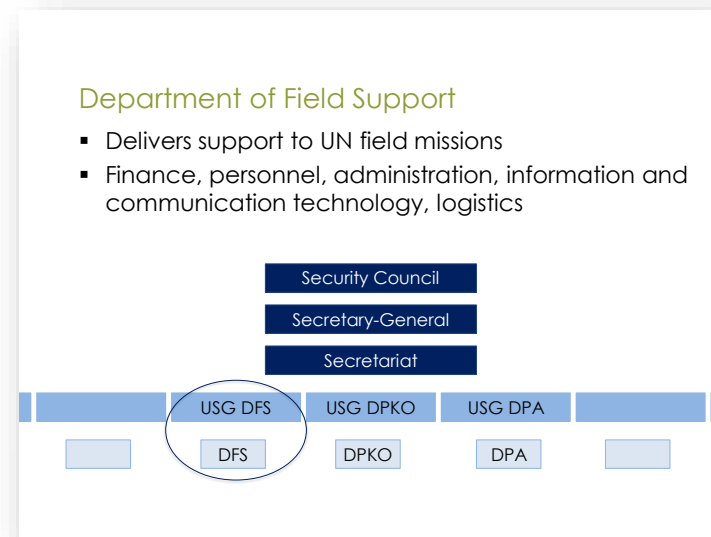 Department of Field Support
▪ Delivers support to UN field missions
▪ Finance, personnel, administration, information and
communication technology, logistics
Security Council
Secretary-General
Secretariat
USG DFS USG DPKO USG DPA
DFS DPKO DPA